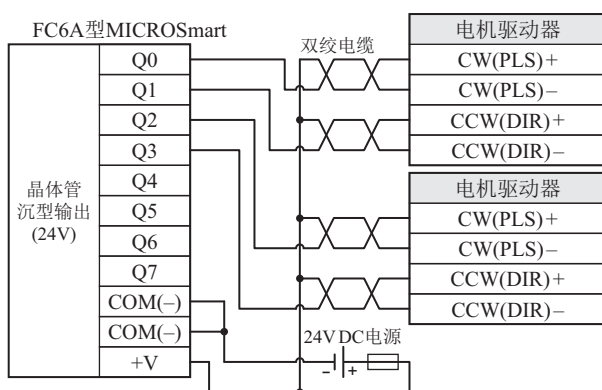 FC6A型MICROSmart
晶体管
沉型输出
(24V)
Q0
Q1
Q2
Q3
Q4
Q5
Q6
Q7
COM(–)
COM(–)
+V
双绞电缆
电机驱动器
CW(PLS)+
CW(PLS)–
CCW(DIR)+
CCW(DIR)–
电机驱动器
CW(PLS)+
CW(PLS)–
CCW(DIR)+
CCW(DIR)–
24V DC电源
– +